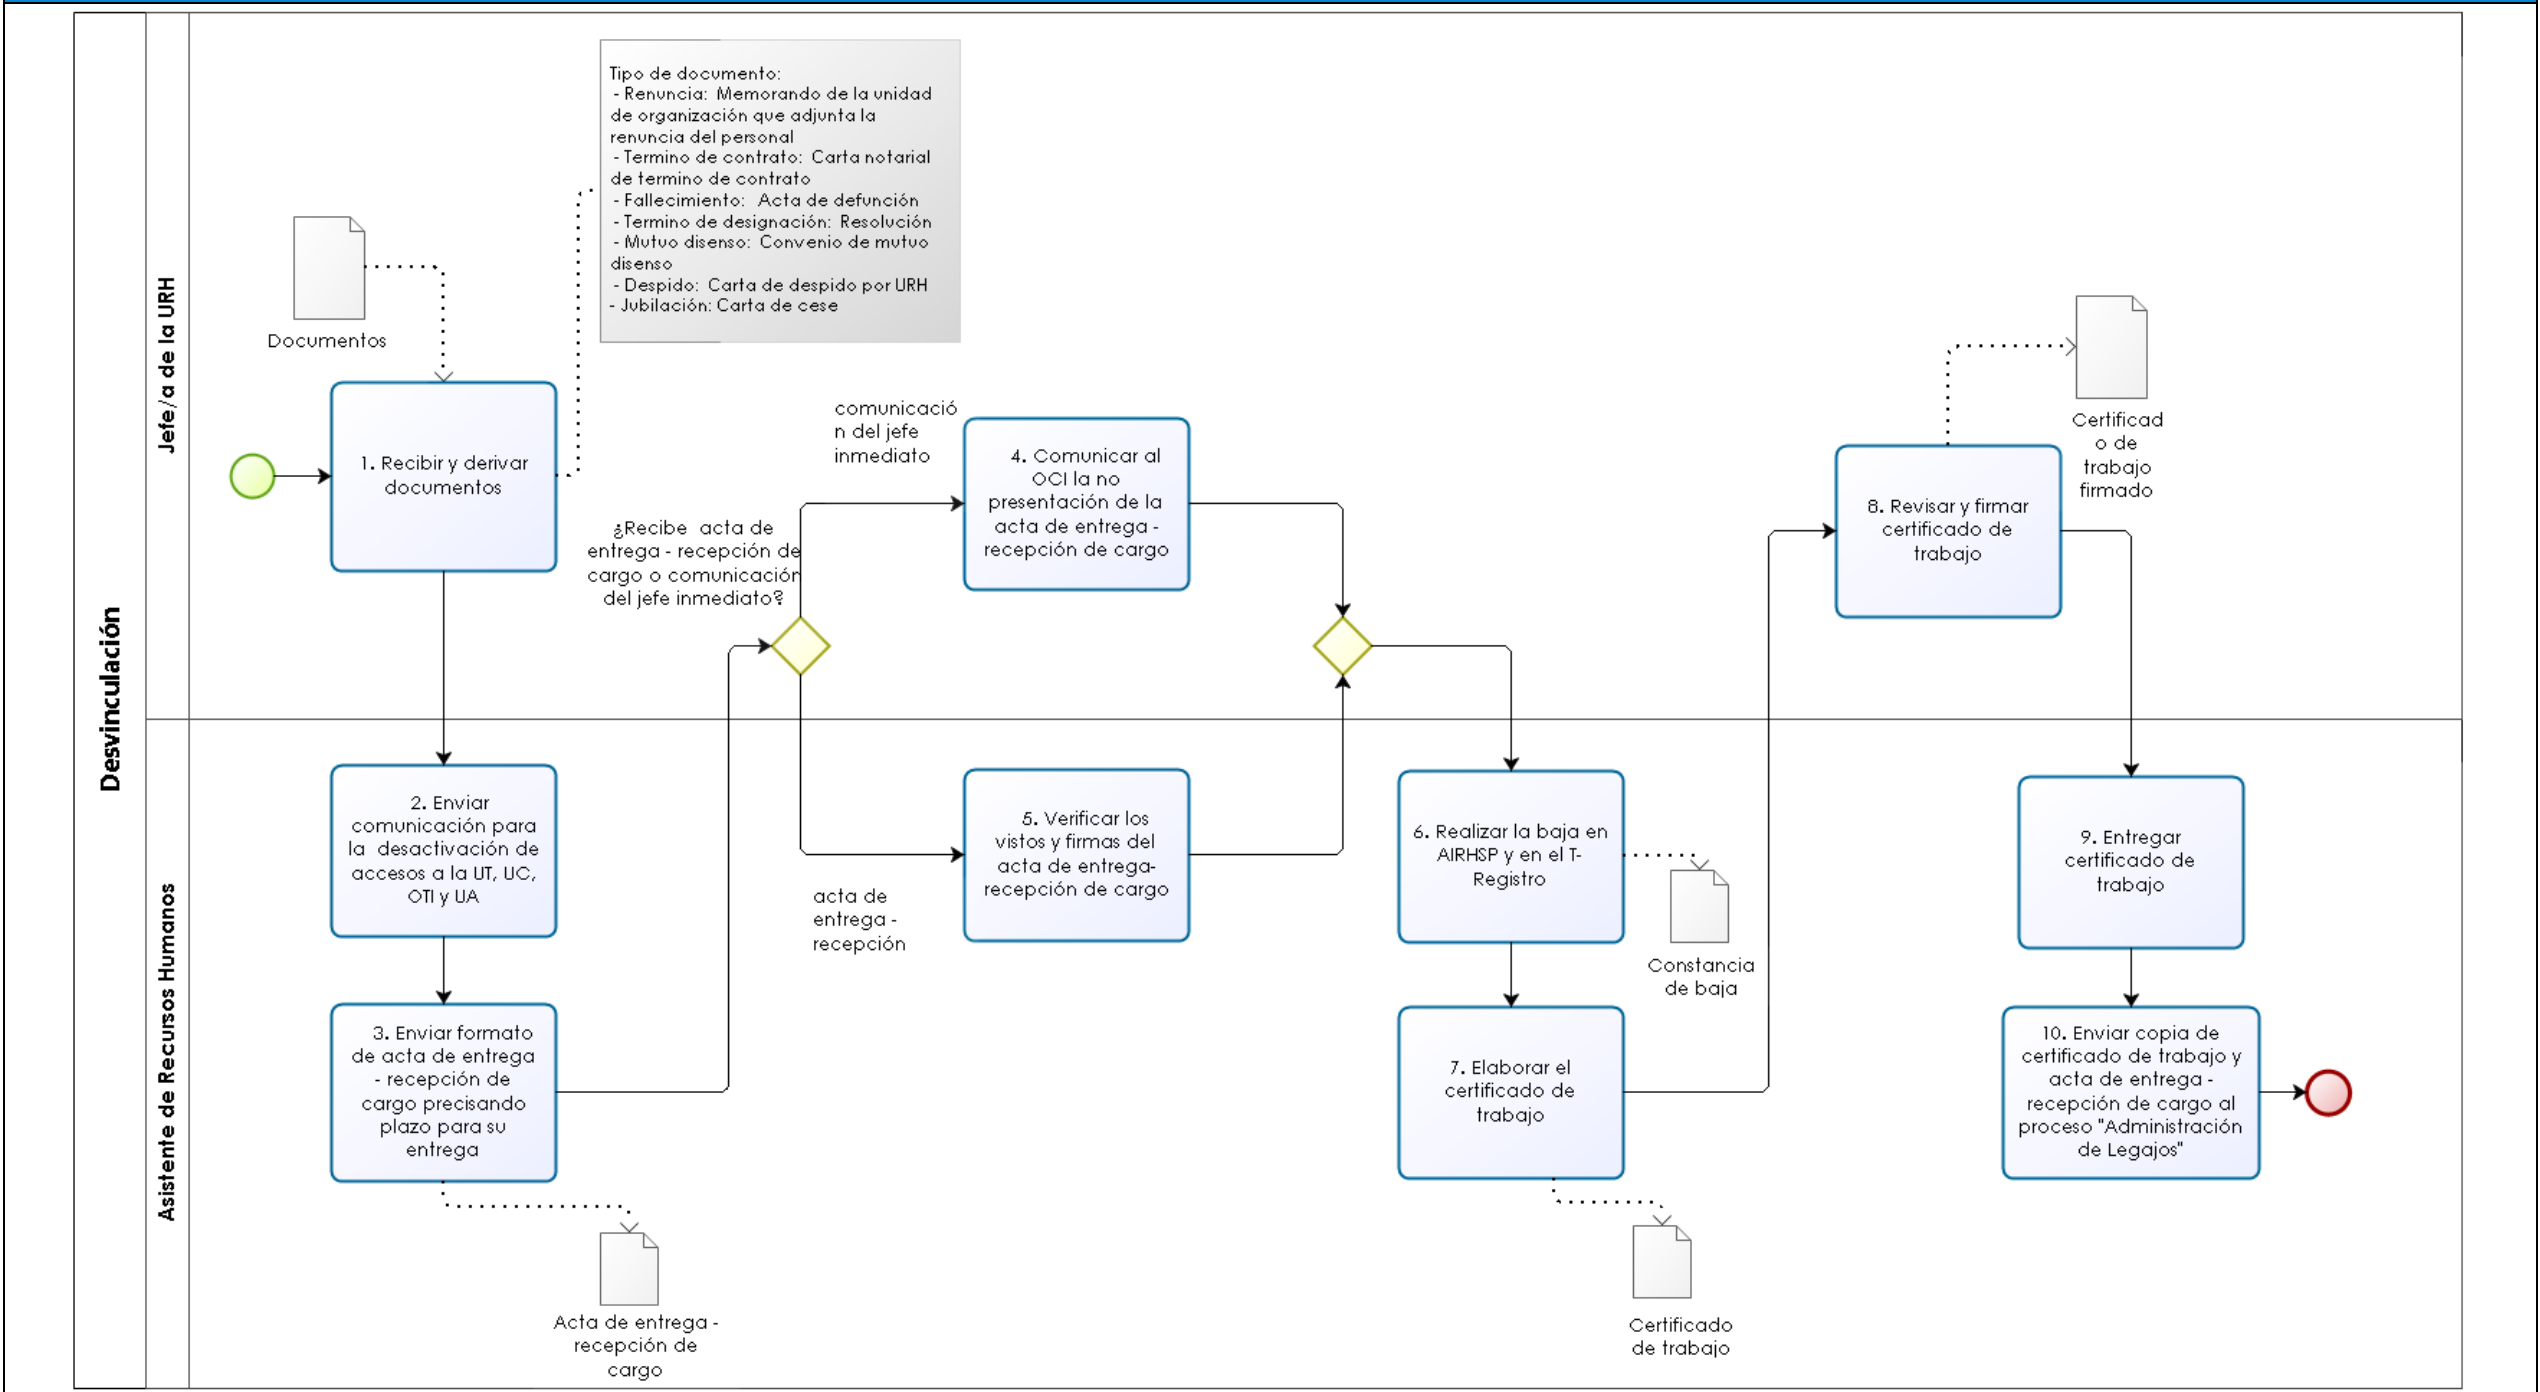 Desvinculación
Jefe/a de la URH
Tipo de documento:
- Renuncia: Memorando de la unidad
de organización que adjunta la
renuncia del personal
- Termino de contrato: Carta notarial
de termino de contrato
- Fallecimiento: Acta de defunción
- Termino de designación: Resolución
- Mutuo disenso: Convenio de mutuo
disenso
- Despido: Carta de despido por URH
- Jubilación: Carta de cese
Documentos
1. Recibir y derivar
documentos
¿Recibe acta de
entrega - recepción de
cargo o comunicación
del jefe inmediato?
comunicació
n del jefe
inmediato
4. Comunicar al
OCI la no
presentación de la
acta de entrega -
recepción de cargo
8. Revisar y firmar
certificado de
trabajo
Certificad
o de
trabajo
firmado
Asistente de Recursos Humanos
2. Enviar
comunicación para
la desactivación de
accesos a la UT, UC,
OTI y UA
3. Enviar formato
de acta de entrega
- recepción de
cargo precisando
plazo para su
entrega
Acta de entrega -
recepción de
cargo
acta de
entrega -
recepción
5. Verificar los
vistos y firmas del
acta de entrega-
recepción de cargo
6. Realizar la baja en
AIRHSP y en el T-
Registro
Constancia
de baja
7. Elaborar el
certificado de
trabajo
Certificado
de trabajo
9. Entregar
certificado de
trabajo
10. Enviar copia de
certificado de trabajo y
acta de entrega -
recepción de cargo al
proceso "Administración
de Legajos"